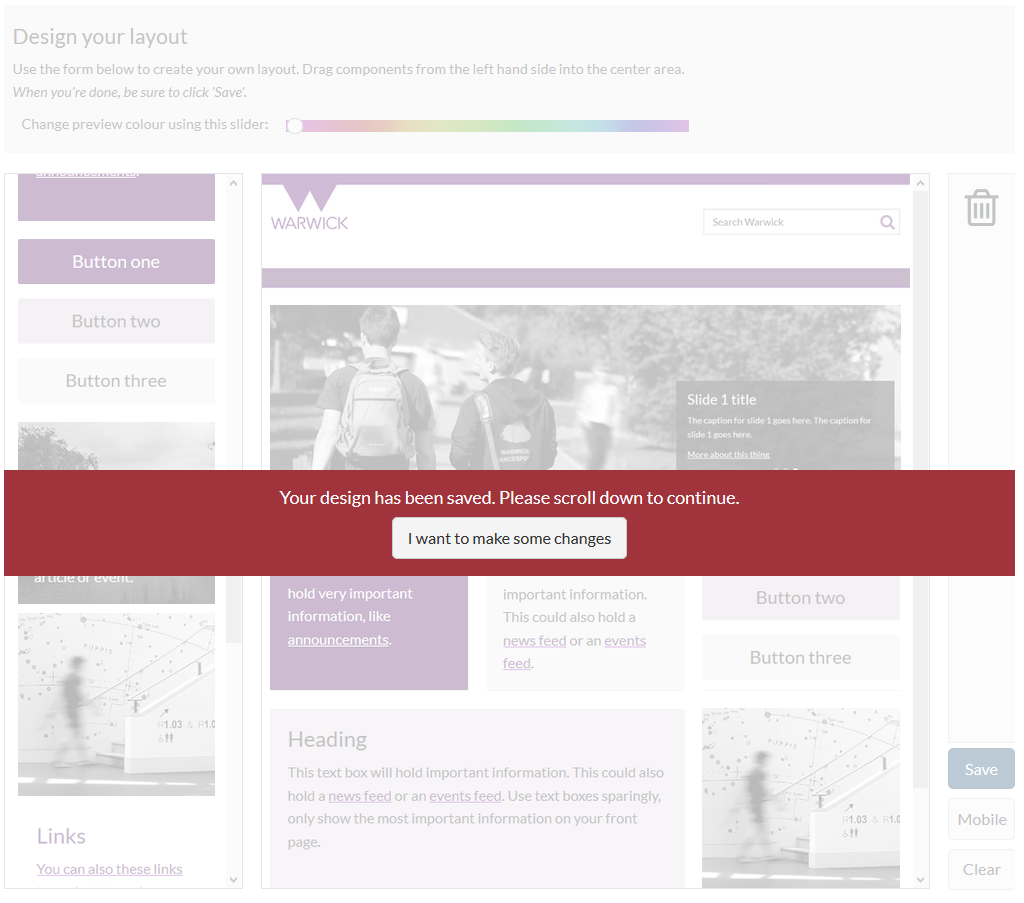 Design your layout
Use the form below to create your own layout. Drag components from the left hand side into the center area.
When you're done, be sure to click 'Save'.
Change preview colour using this slider:
announcements.
Button one
Button two
Button three
article or event.
PUPPIS
R1.03 & R1.0
&
Links
You can also these links
WARWICK
Search Warwick
WARWICK
Slide 1 title
The caption for slide 1 goes here. The caption for
slide 1 goes here.
More about this thing
Your design has been saved. Please scroll down to continue.
I want to make some changes
hold very important
information, like
announcements.
important information.
This could also hold a
news feed or an events
feed.
Button two
Button three
Heading
This text box will hold important information. This could also
hold a news feed or an events feed. Use text boxes sparingly,
only show the most important information on your front
page.
PUPPIS
R1.03 & R1.0
&
Save
Mobile
Clear